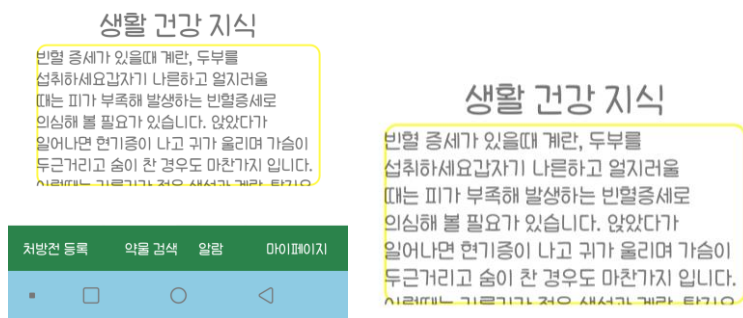 생활 건강 지식
빈혈 증세가 있을때 계란, 두부를
섭취하세요갑자기 나른하고 얼지러울
때는 피가 부족해 발생하는 빈혈증세로
의심해 볼 필요가 있습니다. 앉았다가
일어나면 현기증이 나고 귀가 울리며 가슴이
두근거리고 숨이 찬 경우도 마찬가지 입니다.
처방전 등록 약물 검색 알람 마이페이지
생활 건강 지식
빈혈 증세가 있을때 계란, 두부를
섭취하세요갑자기 나른하고 얼지러울
때는 피가 부족해 발생하는 빈혈증세로
의심해 볼 필요가 있습니다. 앉았다가
일어나면 현기증이 나고 귀가 울리며 가슴이
두근거리고 숨이 찬 경우도 마찬가지 입니다.